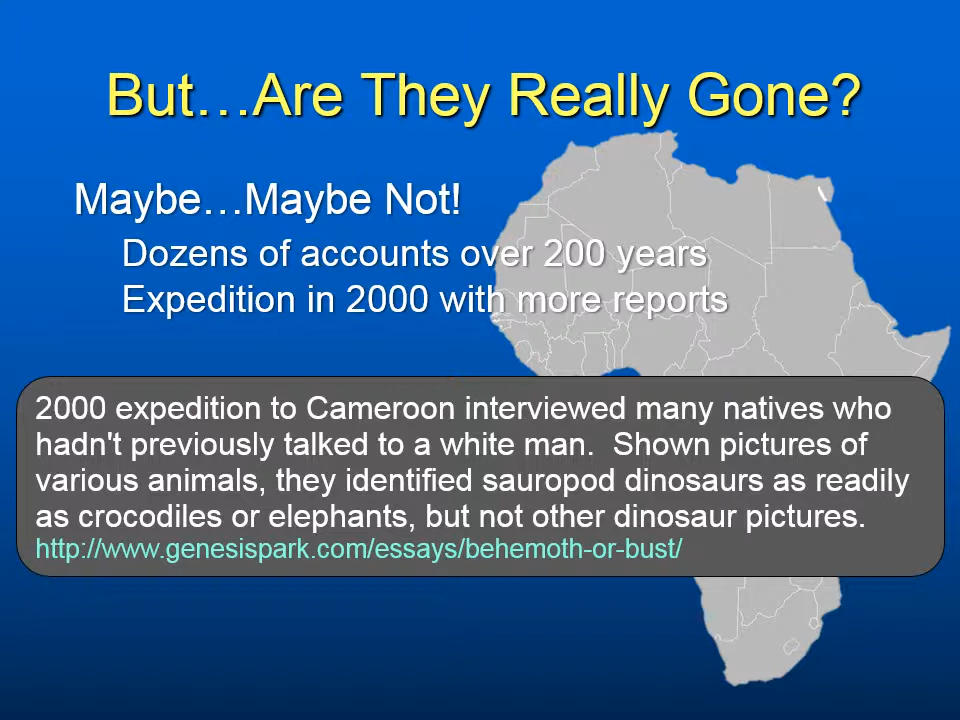 But…Are They Really Gone?
Maybe…Maybe Not!
Dozens of accounts over 200 years
Expedition in 2000 with more reports
2000 expedition to Cameroon interviewed many natives who
hadn't previously talked to a white man.  Shown pictures of
various animals, they identified sauropod dinosaurs as readily
as crocodiles or elephants, but not other dinosaur pictures.
http://www.genesispark.com/essays/behemoth-or-bust/